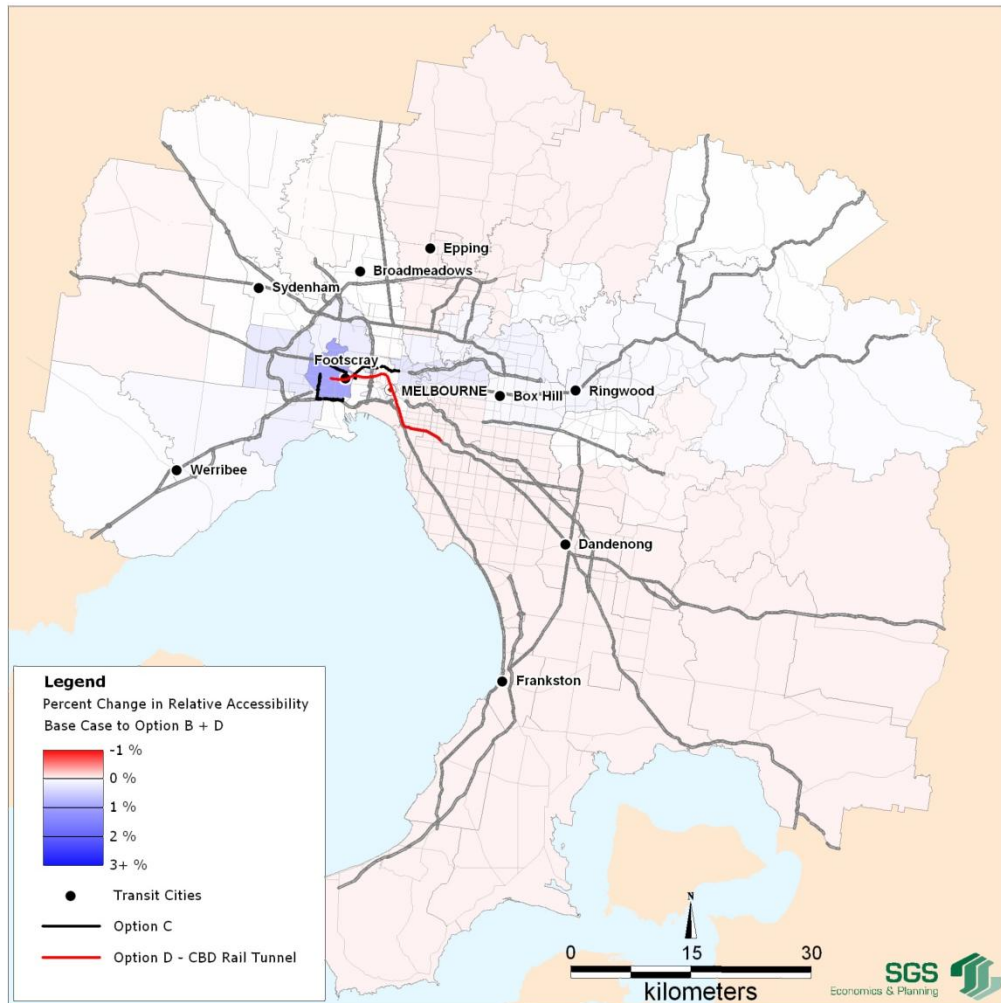 Epping
Broadmeadows
Sydenham
Footscray
MELBOURNE
Box Hill
Ringwood
Werribee
Dandenong
Frankston
Legend
Percent Change in Relative Accessibility
Base Case to Option B + D
-1 %
0 %
1 %
2 %
3+ %
Transit Cities
Option C
Option D - CBD Rail Tunnel
N
0 15 30
kilometers
SGS
Economics & Planning